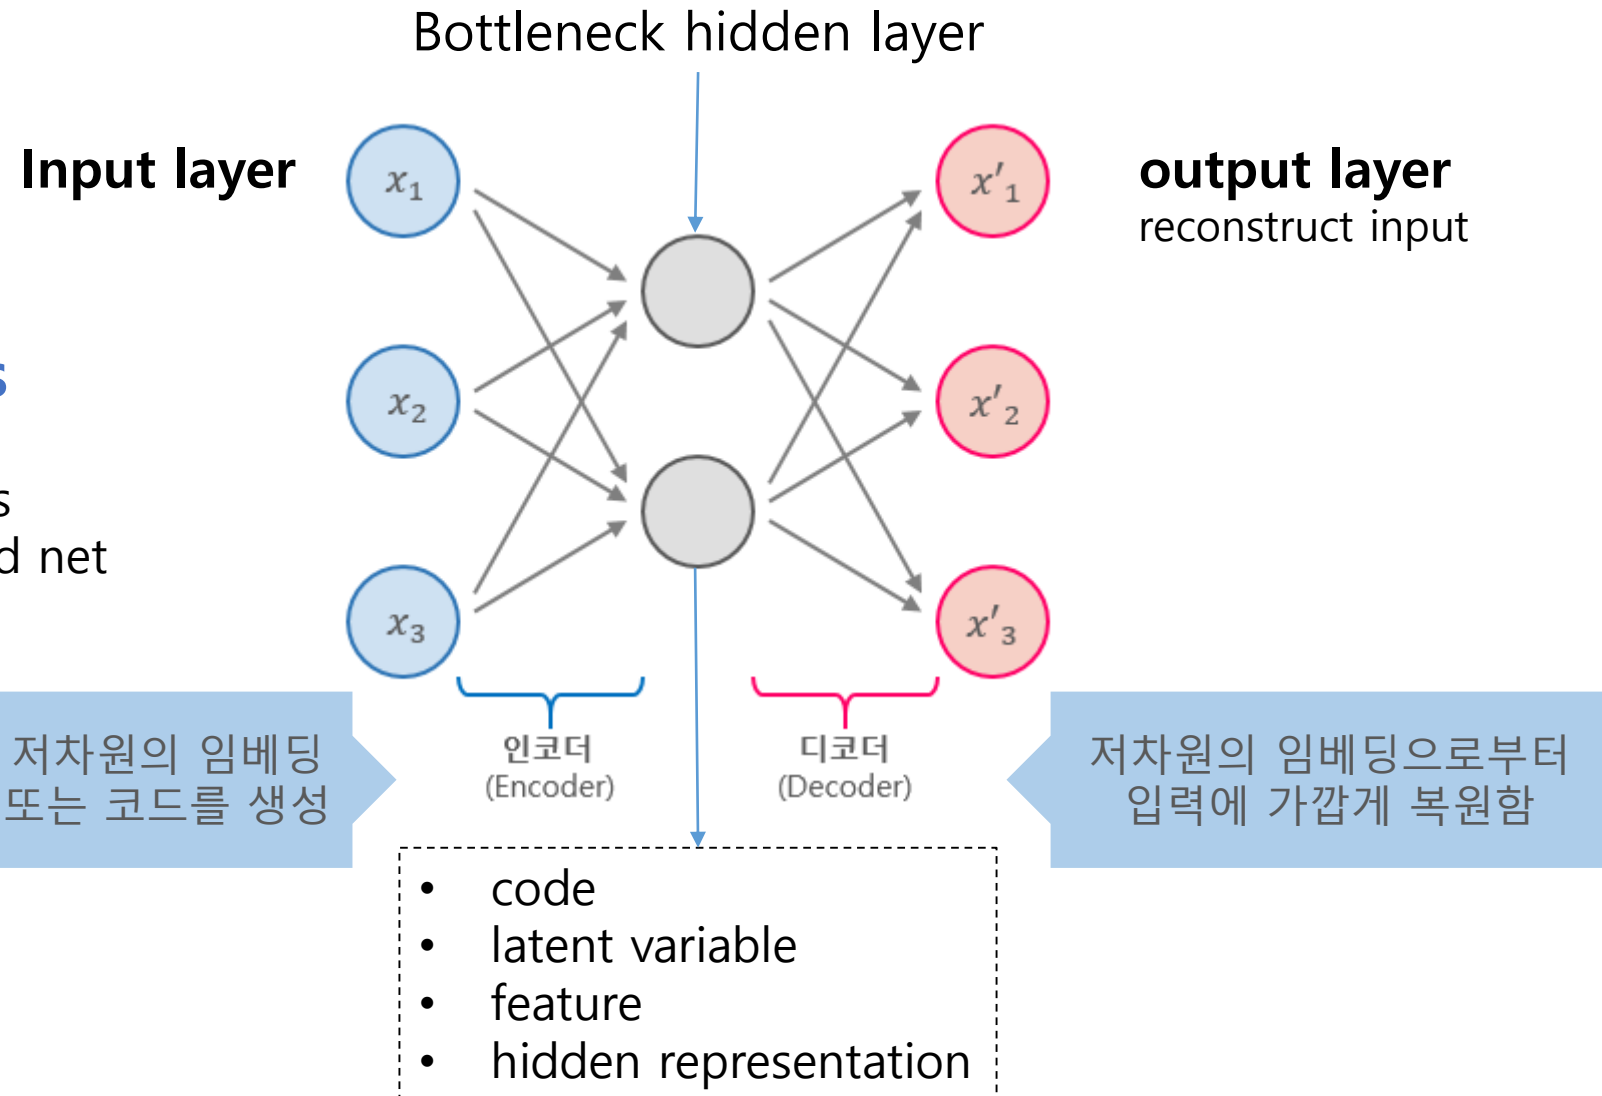 Bottleneck hidden layer
Input layer
output layer
reconstruct input
x₁
x'₁
x₂
x'₂
d net
x₃
x'₃
인코더
(Encoder)
디코더
(Decoder)
저차원의 임베딩
또는 코드를 생성
저차원의 임베딩으로부터
입력에 가깝게 복원함
• code
• latent variable
• feature
• hidden representation